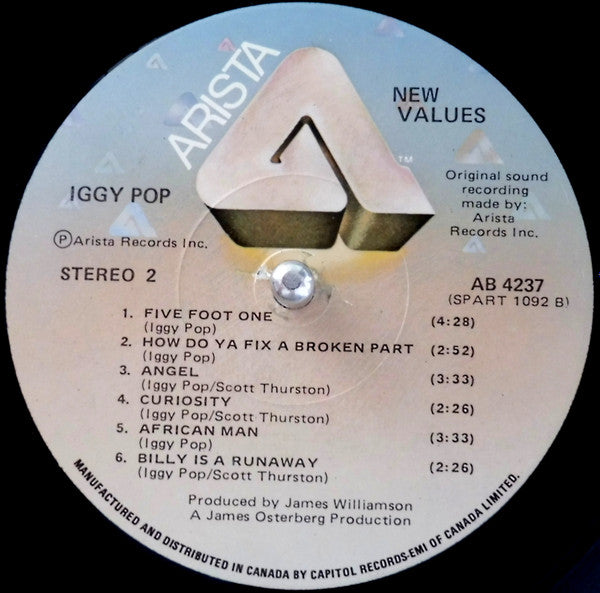 ARISTA
™
NEW
VALUES
IGGY POP
Original sound
recording
made by:
Arista
Records Inc.
Ⓟ Arista Records Inc.
STEREO 2
AB 4237
(SPART 1092 B)
1. FIVE FOOT ONE (4:28)
(Iggy Pop)
2. HOW DO YA FIX A BROKEN PART (2:52)
(Iggy Pop)
3. ANGEL (3:33)
(Iggy Pop/Scott Thurston)
4. CURIOSITY (2:26)
(Iggy Pop/Scott Thurston)
5. AFRICAN MAN (3:33)
(Iggy Pop)
6. BILLY IS A RUNAWAY (2:26)
(Iggy Pop/Scott Thurston)
Produced by James Williamson
A James Osterberg Production
MANUFACTURED AND DISTRIBUTED IN CANADA BY CAPITOL RECORDS-EMI OF CANADA LIMITED.